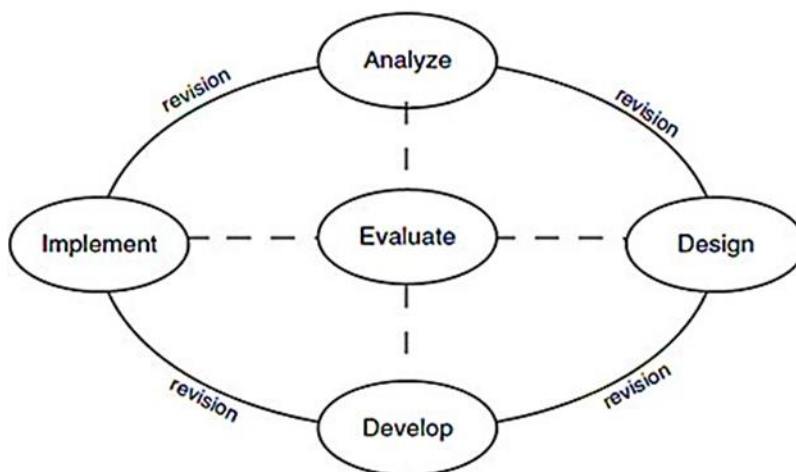 Analyze
revision
revision
Implement
Evaluate
Design
revision
revision
Develop